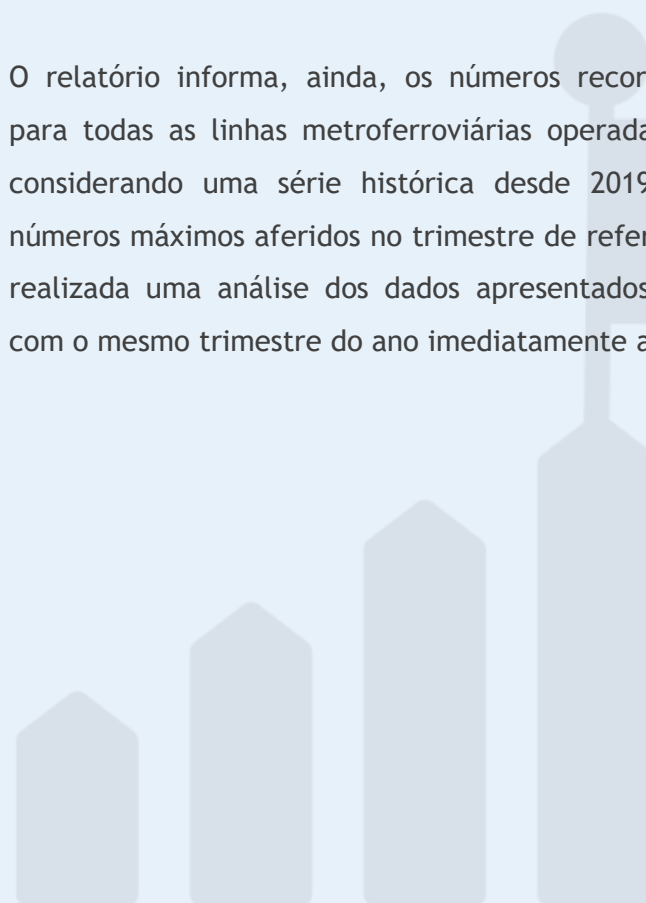 O relatório informa, ainda, os números recor
para todas as linhas metroferroviárias operada
considerando uma série histórica desde 2019
números máximos aferidos no trimestre de refer
realizada uma análise dos dados apresentados
com o mesmo trimestre do ano imediatamente a